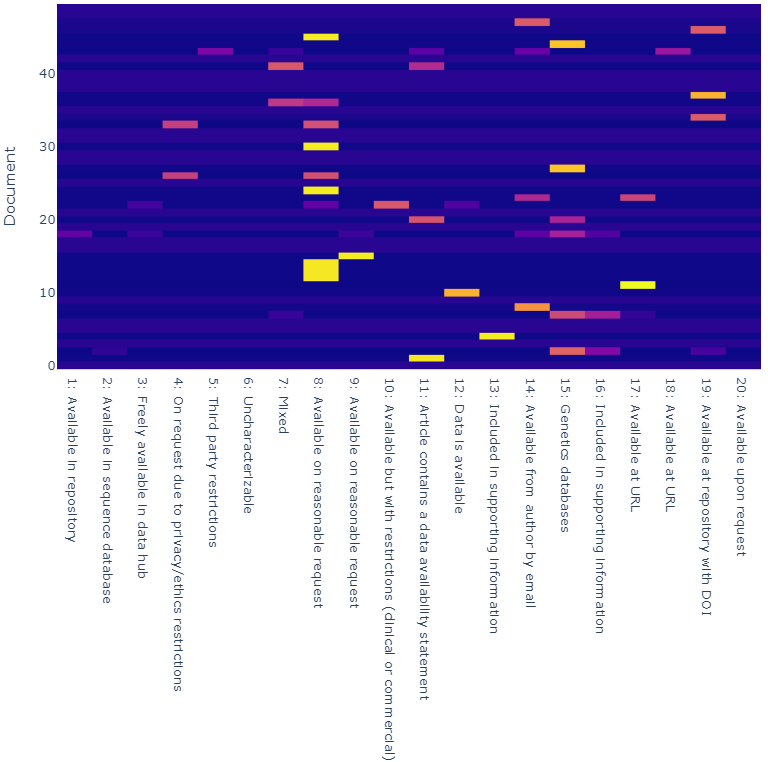 Document
40
30
20
10
0
1: Available in repository
2: Available in sequence database
3: Freely available in data hub
4: On request due to privacy/ethics restrictions
5: Third party restrictions
6: Uncharacterizable
7: Mixed
8: Available on reasonable request
9: Available on reasonable request
10: Available but with restrictions (clinical or commercial)
11: Article contains a data availability statement
12: Data is available
13: Included in supporting information
14: Available from author by email
15: Genetics databases
16: Included in supporting information
17: Available at URL
18: Available at URL
19: Available at repository with DOI
20: Available upon request